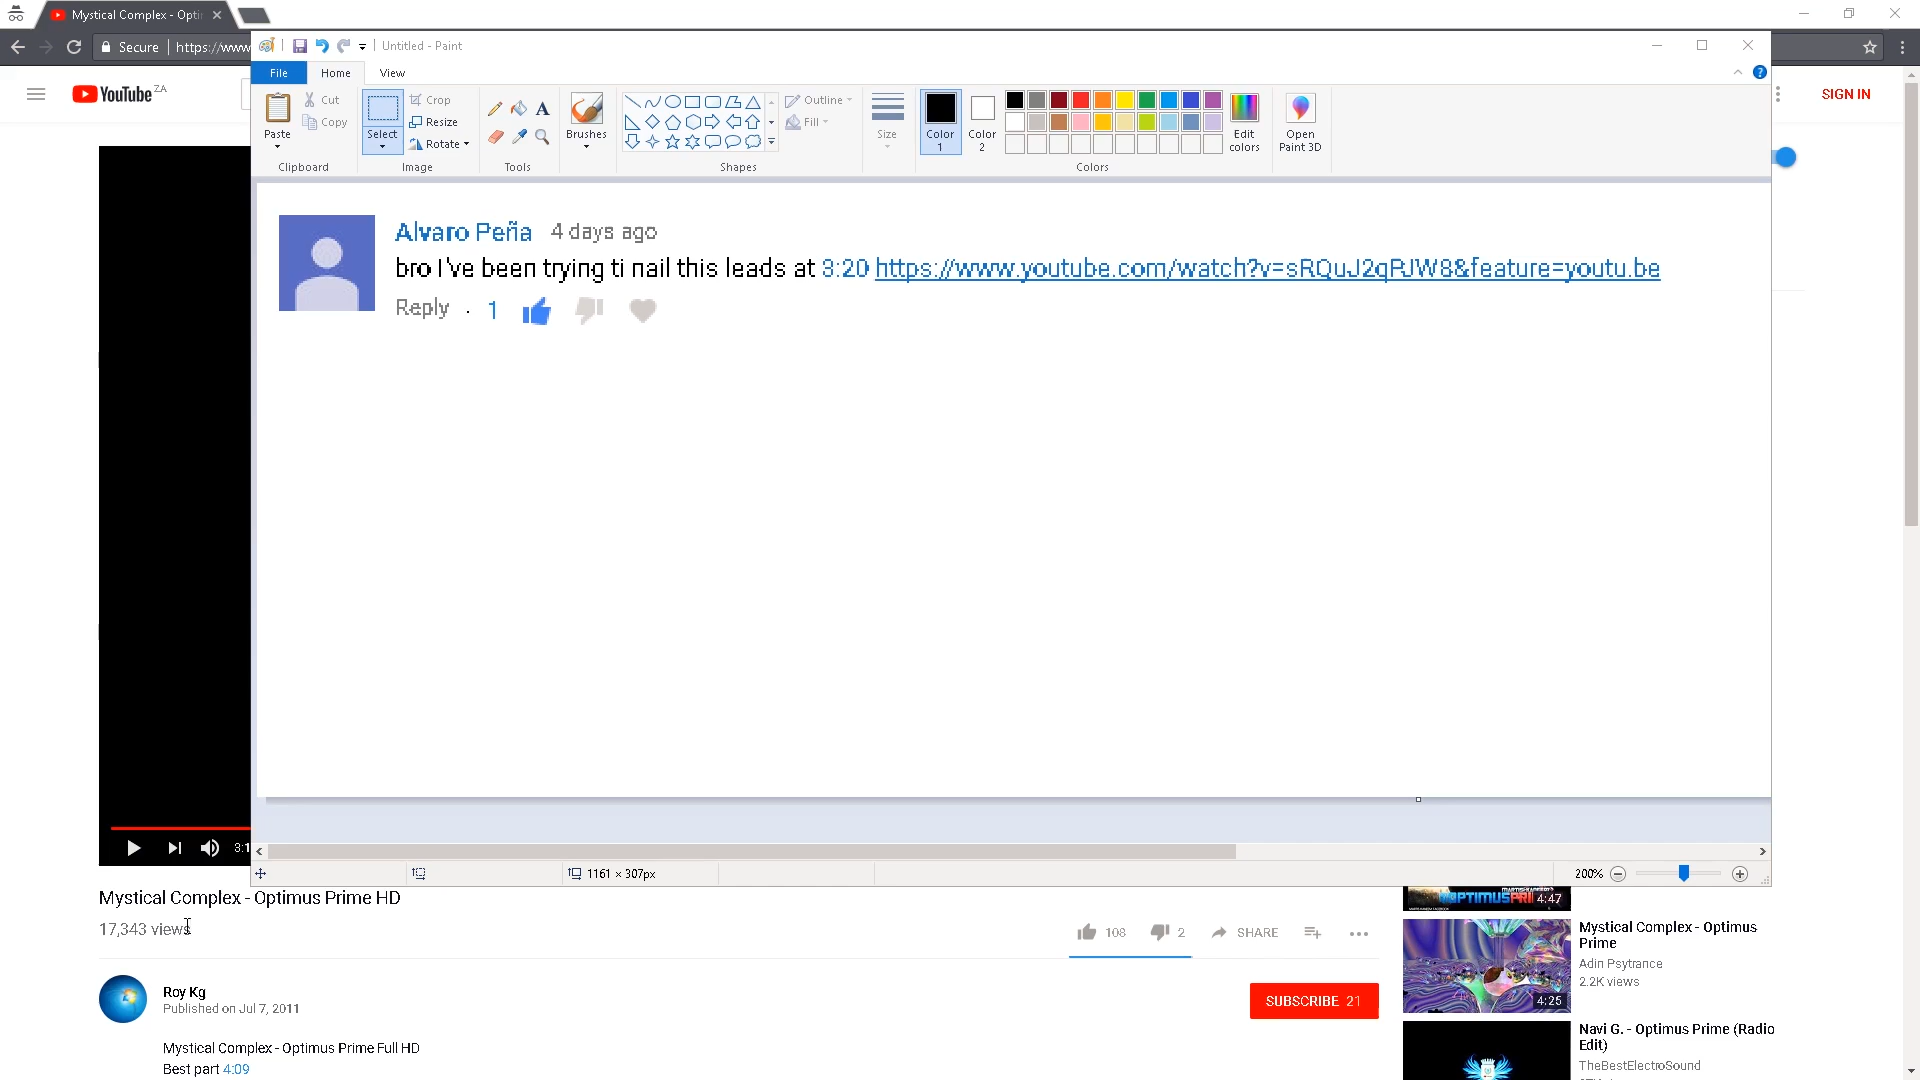 Mystical Complex - Opti
Secure
https://www
Untitled - Paint
File
Home
View
Paste
Cut
Copy
Clipboard
Select
Crop
Resize
Rotate
Image
A
Tools
Brushes
Outline
Fill
Shapes
Size
Color
1
Color
2
Edit
colors
Colors
Open
Paint 3D
YouTube ZA
SIGN IN
Alvaro Peña 4 days ago
bro I've been trying ti nail this leads at 3:20 https://www.youtube.com/watch?v=sRQuJ2qRJW8&feature=youtu.be
Reply · 1
3:1
1161 × 307px
200%
Mystical Complex - Optimus Prime HD
17,343 views
108
2
SHARE
Roy Kg
Published on Jul 7, 2011
SUBSCRIBE 21
Mystical Complex - Optimus Prime Full HD
Best part 4:09
4:47
Mystical Complex - Optimus
Prime
Adin Psytrance
2.2K views
4:25
Navi G. - Optimus Prime (Radio
Edit)
TheBestElectroSound